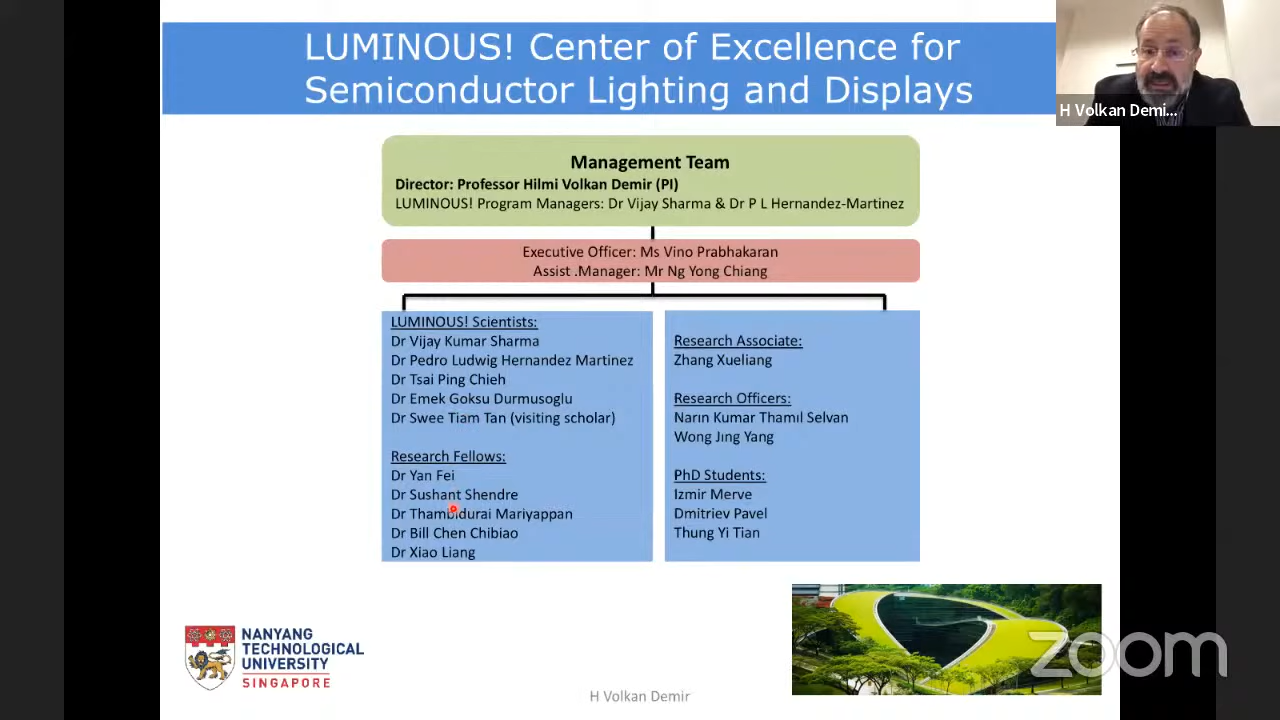 LUMINOUS! Center of Excellence for
Semiconductor Lighting and Displays
H Volkan Demi...
Management Team
Director: Professor Hilmi Volkan Demir (PI)
LUMINOUS! Program Managers: Dr Vijay Sharma & Dr P L Hernandez-Martinez
Executive Officer: Ms Vino Prabhakaran
Assist .Manager: Mr Ng Yong Chiang
LUMINOUS! Scientists:
Dr Vijay Kumar Sharma
Dr Pedro Ludwig Hernandez Martinez
Dr Tsai Ping Chieh
Dr Emek Goksu Durmusoglu
Dr Swee Tiam Tan (visiting scholar)
Research Fellows:
Dr Yan Fei
Dr Sushant Shendre
Dr Thambidurai Mariyappan
Dr Bill Chen Chibiao
Dr Xiao Liang
Research Associate:
Zhang Xueliang
Research Officers:
Narın Kumar Thamıl Selvan
Wong Jıng Yang
PhD Students:
Izmir Merve
Dmitriev Pavel
Thung Yi Tian
NANYANG
TECHNOLOGICAL
UNIVERSITY
SINGAPORE
H Volkan Demir
zoom